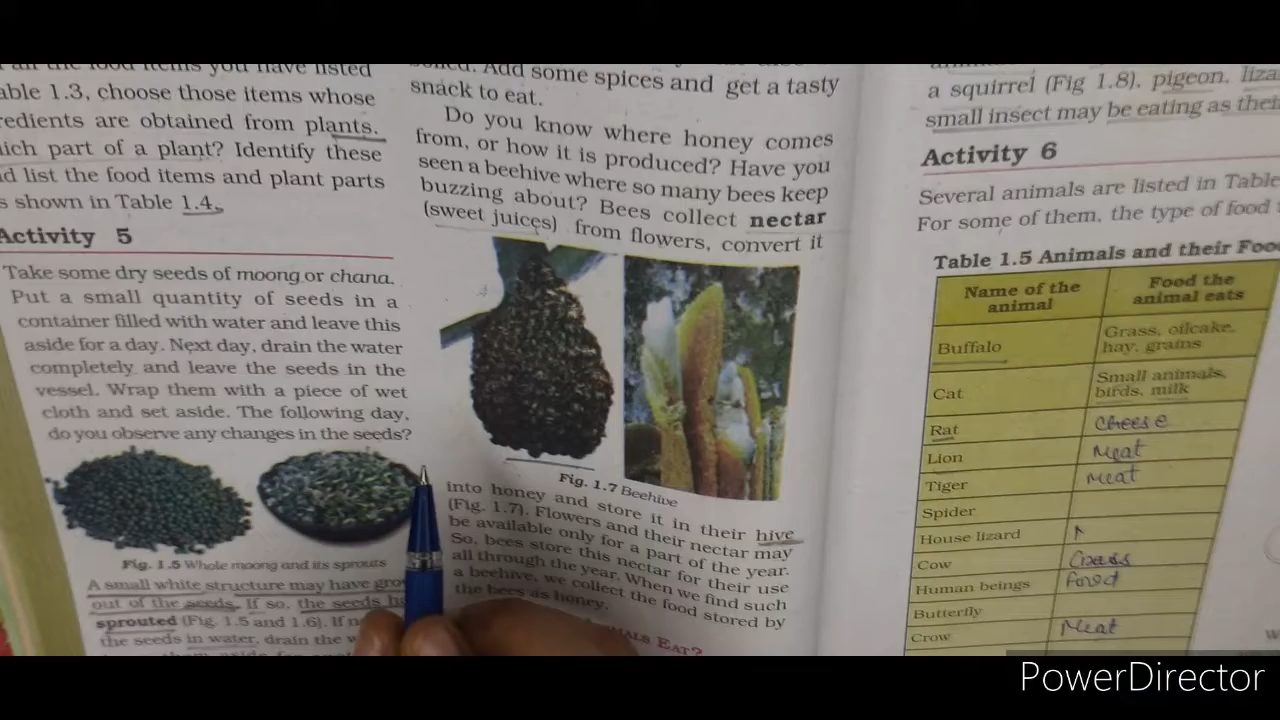 all the food items you have listed
able 1.3, choose those items whose
redients are obtained from plants.
ich part of a plant? Identify these
d list the food items and plant parts
s shown in Table 1.4.
Activity 5
Take some dry seeds of moong or chana.
Put a small quantity of seeds in a
container filled with water and leave this
aside for a day. Next day, drain the water
completely and leave the seeds in the
vessel. Wrap them with a piece of wet
cloth and set aside. The following day,
do you observe any changes in the seeds?
Fig. 1.5 Whole moong and its sprouts
A small white structure may have grow
out of the seeds. If so, the seeds h
sprouted (Fig. 1.5 and 1.6). If n
the seeds in water, drain the w
Add some spices and get a tasty
snack to eat.
Do you know where honey comes
from, or how it is produced? Have you
seen a beehive where so many bees keep
buzzing about? Bees collect nectar
(sweet juices) from flowers, convert it
Fig. 1.7 Beehive
into honey and store it in their hive
(Fig. 1.7). Flowers and their nectar may
be available only for a part of the year.
So, bees store this nectar for their use
all through the year. When we find such
a beehive, we collect the food stored by
the bees as honey.
EAT?
a squirrel (Fig 1.8), pigeon, liza
small insect may be eating as thei
Activity 6
Several animals are listed in Table
For some of them, the type of food
Table 1.5 Animals and their Foo
Name of the animal Food the animal eats
Buffalo Grass, oilcake, hay, grains
Cat Small animals, birds, milk
Rat Cheese
Lion Meat
Tiger Meat
Spider
House lizard
Cow Grass
Human beings Food
Butterfly
Crow Meat
PowerDirector